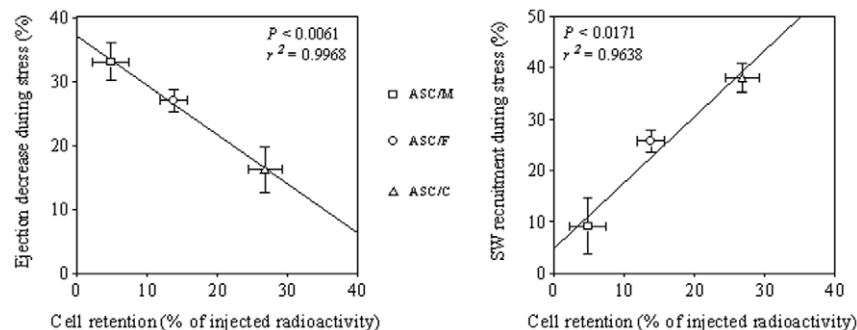 Ejection decrease during stress (%)
40
30
20
10
0
P < 0.0061
r² = 0.9968
0 10 20 30 40
Cell retention (% of injected radioactivity)
ASC/M
ASC/F
ASC/C
SW recruitment during stress (%)
50
40
30
20
10
0
P < 0.0171
r² = 0.9638
0 10 20 30 40
Cell retention (% of injected radioactivity)